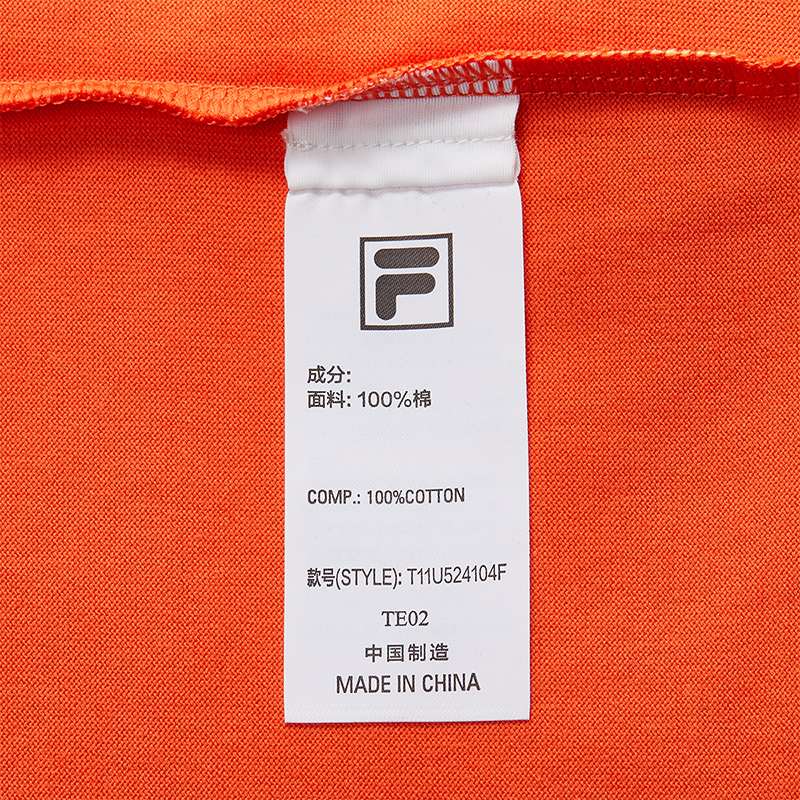 成分:
面料: 100%棉
COMP.: 100%COTTON
款号(STYLE): T11U524104F
TE02
中国制造
MADE IN CHINA